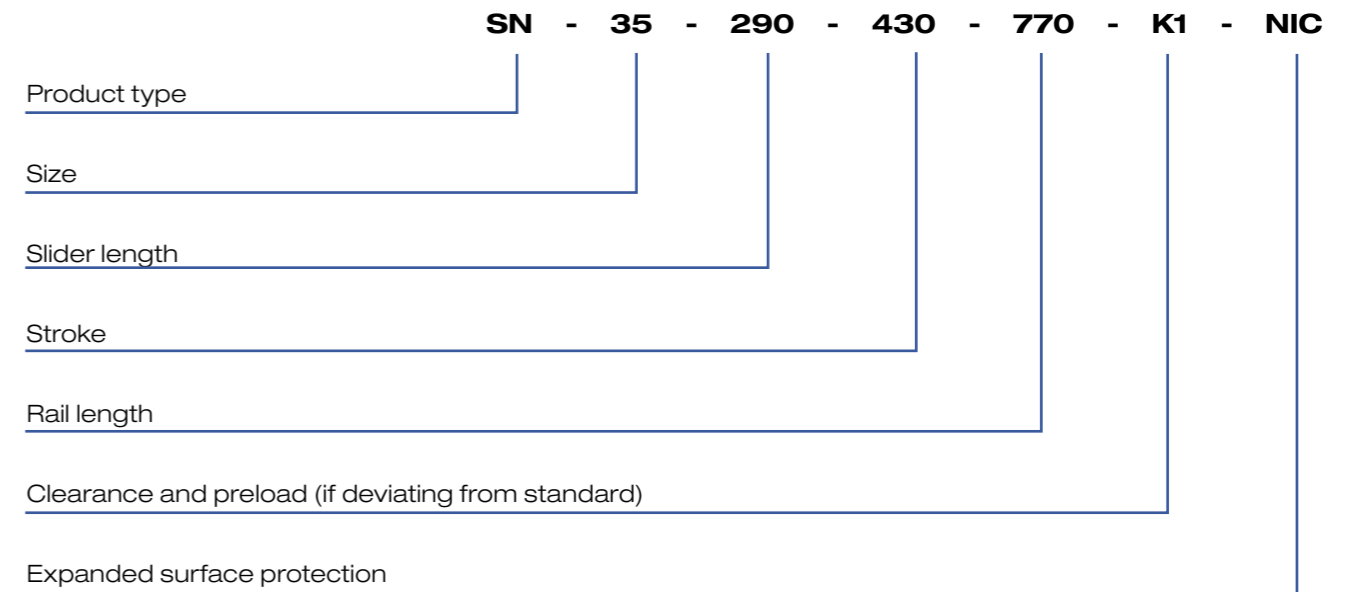 SN - 35 - 290 - 430 - 770 - K1 - NIC
Product type
Size
Slider length
Stroke
Rail length
Clearance and preload (if deviating from standard)
Expanded surface protection